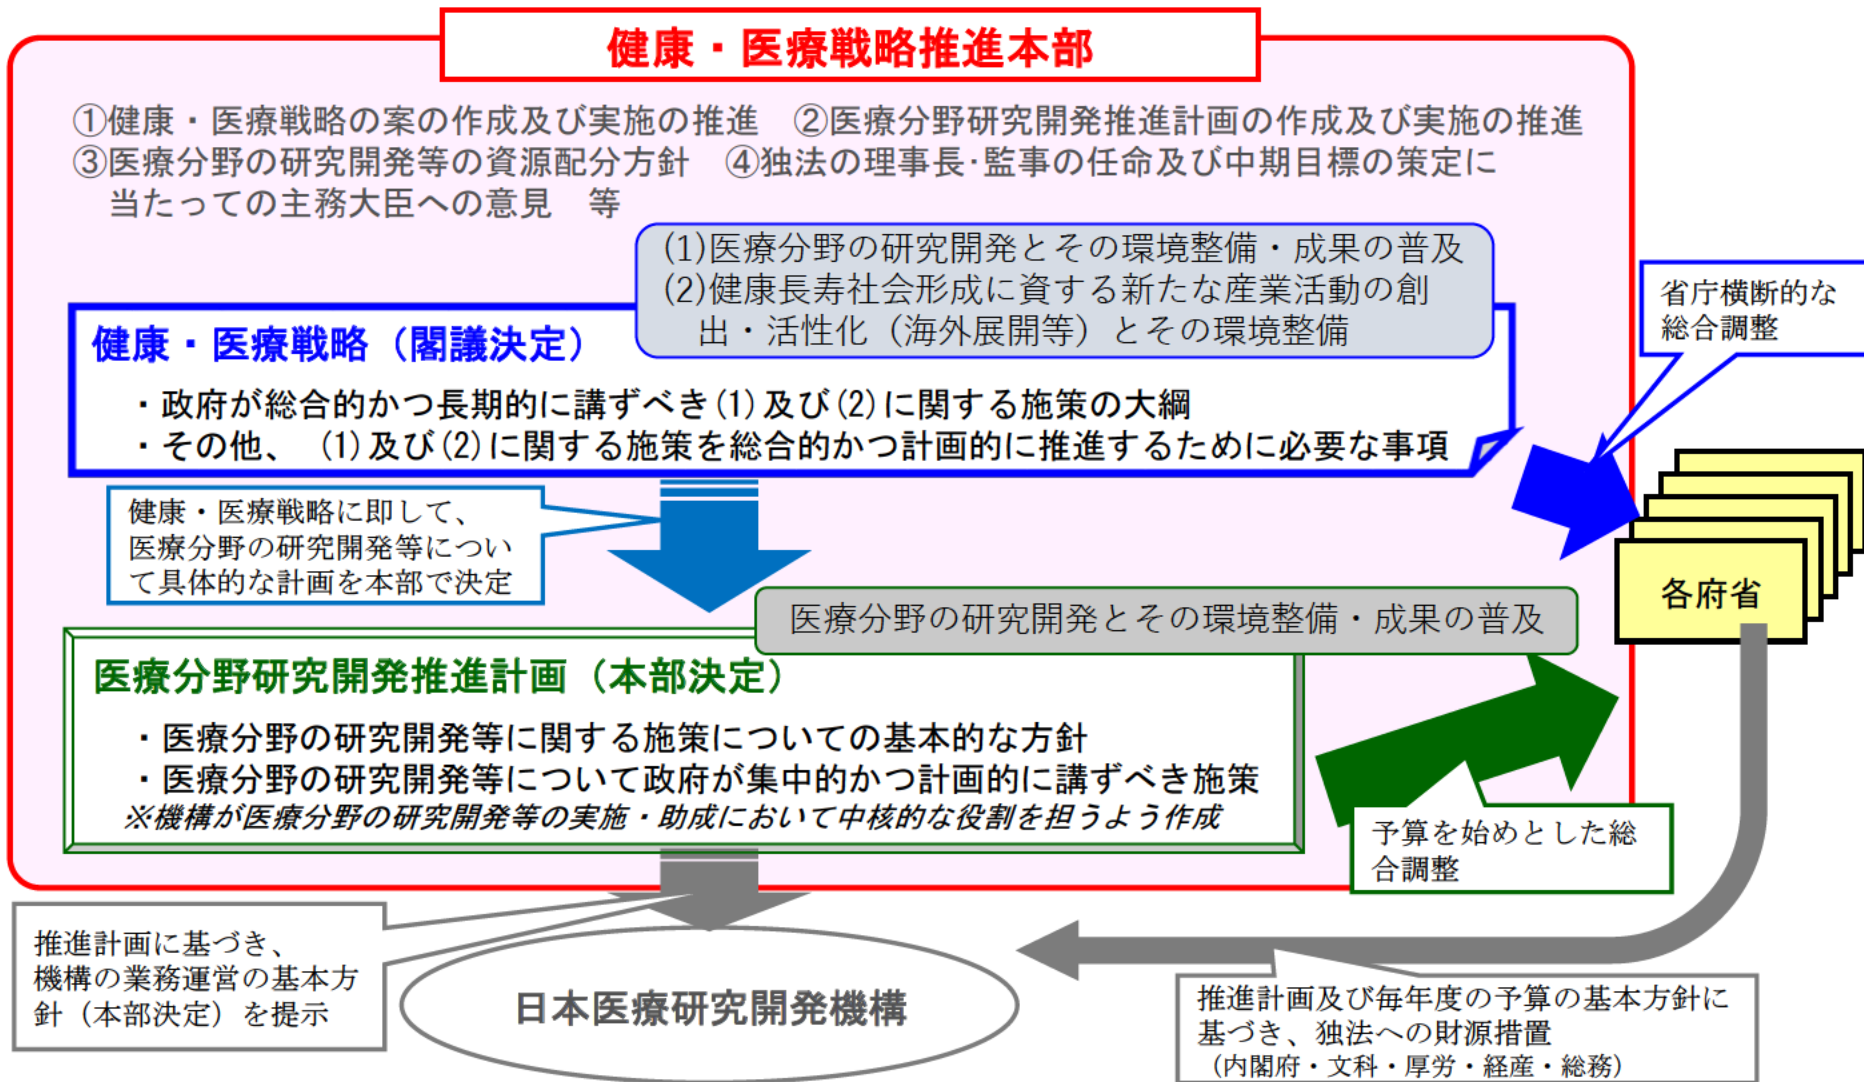 健康・医療戦略推進本部
①健康・医療戦略の案の作成及び実施の推進　②医療分野研究開発推進計画の作成及び実施の推進
③医療分野の研究開発等の資源配分方針　④独法の理事長･監事の任命及び中期目標の策定に
当たっての主務大臣への意見　等
(1)医療分野の研究開発とその環境整備・成果の普及
(2)健康長寿社会形成に資する新たな産業活動の創
出・活性化（海外展開等）とその環境整備
健康・医療戦略（閣議決定）
・政府が総合的かつ長期的に講ずべき(1)及び(2)に関する施策の大綱
・その他、 (1)及び(2)に関する施策を総合的かつ計画的に推進するために必要な事項
省庁横断的な
総合調整
健康・医療戦略に即して、
医療分野の研究開発等につい
て具体的な計画を本部で決定
各府省
医療分野の研究開発とその環境整備・成果の普及
医療分野研究開発推進計画（本部決定）
・医療分野の研究開発等に関する施策についての基本的な方針
・医療分野の研究開発等について政府が集中的かつ計画的に講ずべき施策
※機構が医療分野の研究開発等の実施・助成において中核的な役割を担うよう作成
予算を始めとした総
合調整
推進計画に基づき、
機構の業務運営の基本方
針（本部決定）を提示
日本医療研究開発機構
推進計画及び毎年度の予算の基本方針に
基づき、独法への財源措置
（内閣府・文科・厚労・経産・総務）